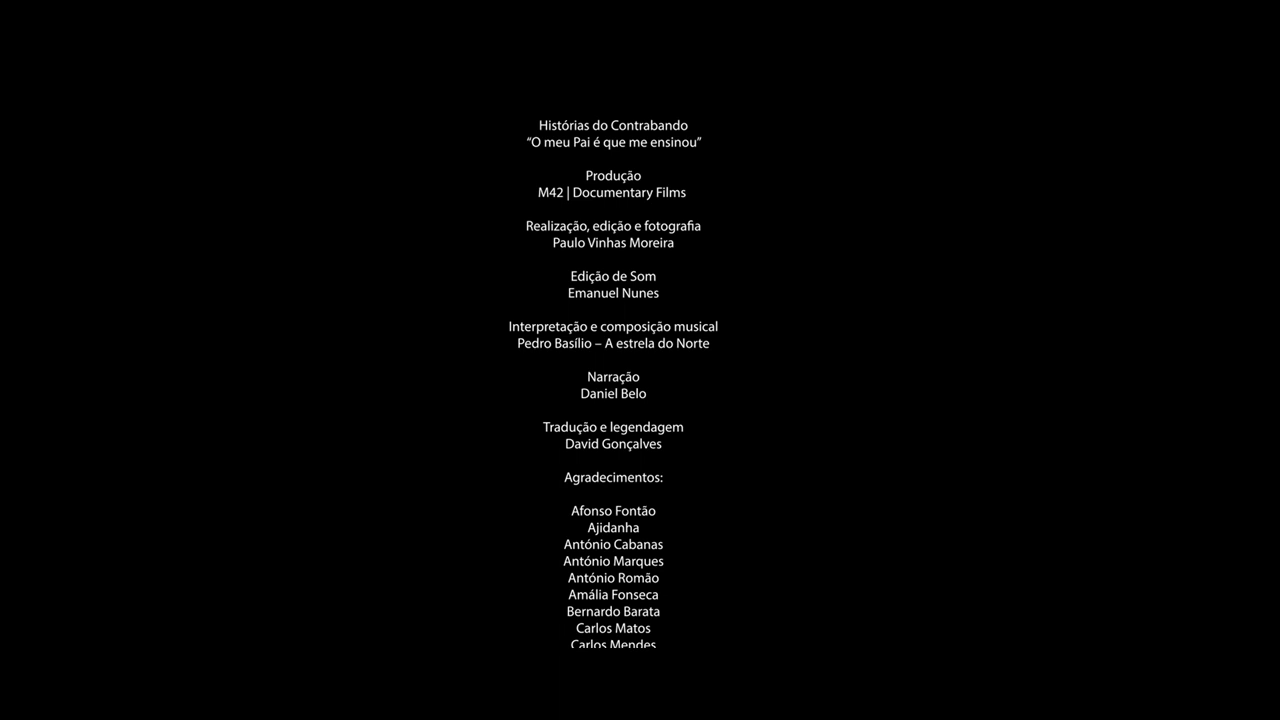 Histórias do Contrabando
“O meu Pai é que me ensinou”
Produção
M42 | Documentary Films
Realização, edição e fotografia
Paulo Vinhas Moreira
Edição de Som
Emanuel Nunes
Interpretação e composição musical
Pedro Basílio – A estrela do Norte
Narração
Daniel Belo
Tradução e legendagem
David Gonçalves
Agradecimentos:
Afonso Fontão
Ajidanha
António Cabanas
António Marques
António Romão
Amália Fonseca
Bernardo Barata
Carlos Matos
Carlos Mendes